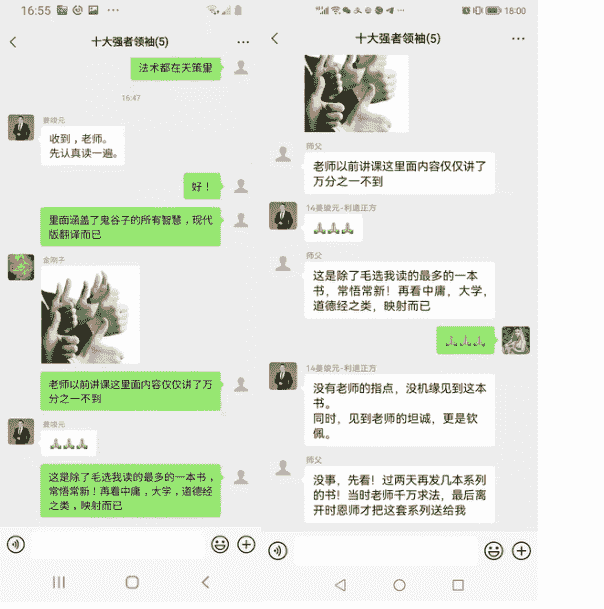 16:55
十大强者领袖(5)
法术都在天策里
16:47
姜竣元
收到，老师。
先认真读一遍。
好！
里面涵盖了鬼谷子的所有智慧，现代
版翻译而已
金刚子
老师以前讲课这里面内容仅仅讲了万
分之一不到
姜竣元
这是除了毛选我读的最多的一本书，
常悟常新！再看中庸，大学，道德经
之类，映射而已
18:00
十大强者领袖(5)
师父
老师以前讲课这里面内容仅仅讲了
万分之一不到
14姜竣元-利道正方
师父
这是除了毛选我读的最多的一本
书，常悟常新！再看中庸，大学，
道德经之类，映射而已
14姜竣元-利道正方
没有老师的指点，没机缘见到这本
书。
同时，见到老师的坦诚，更是钦
佩。
师父
没事，先看！过两天再发几本系列
的书！当时老师千万求法，最后离
开时恩师才把这套系列送给我